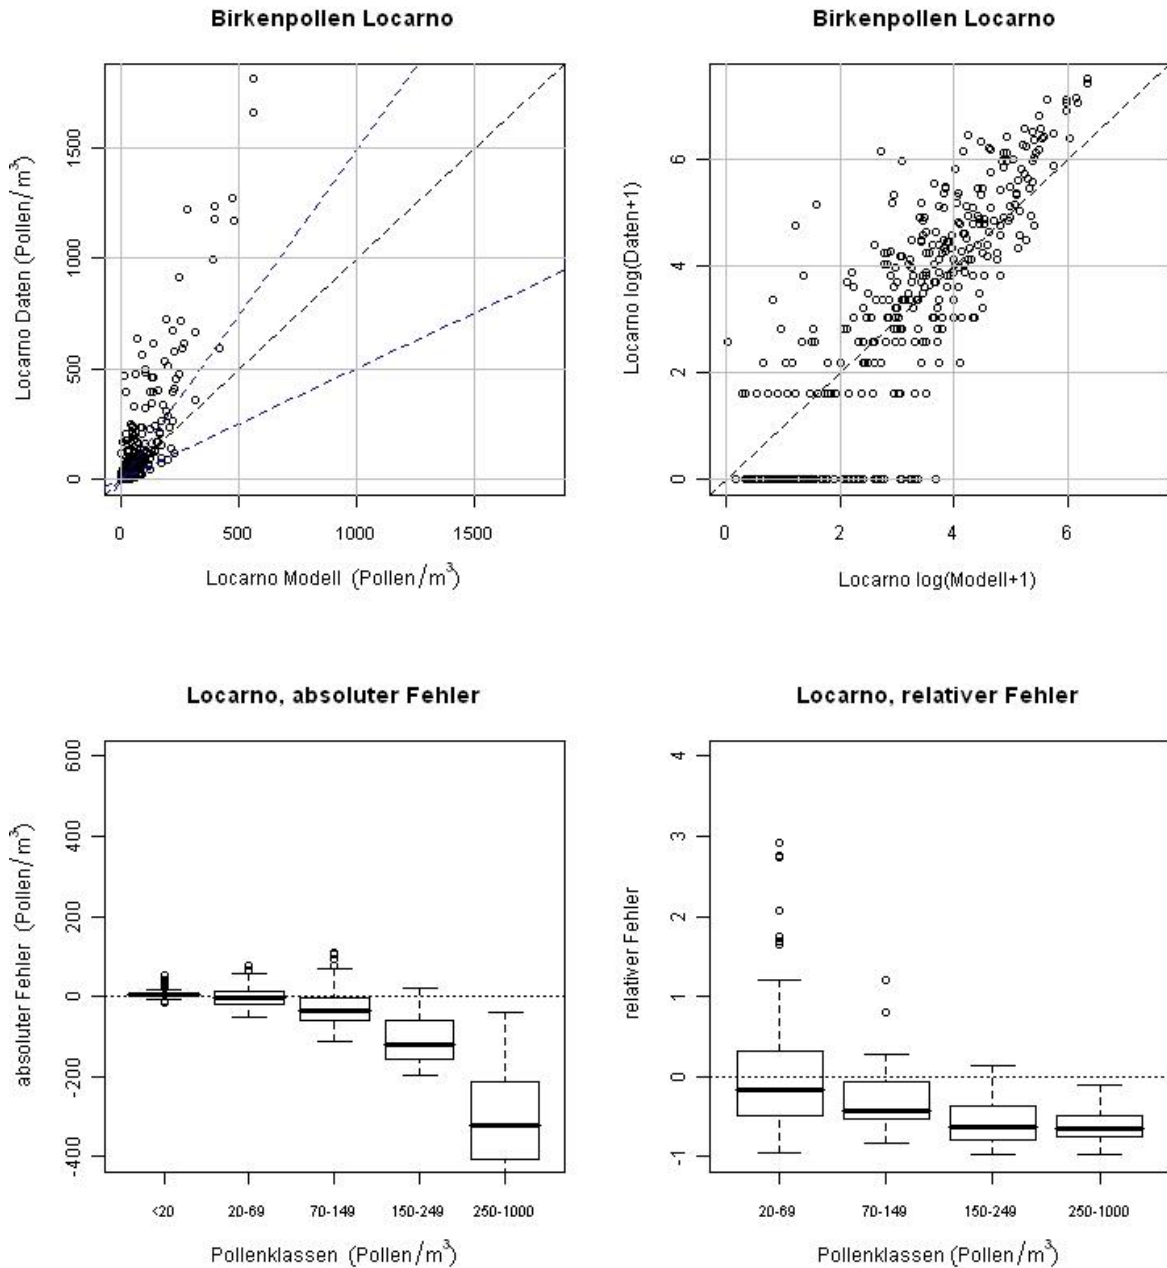 Birkenpollen Locarno
Locarno Daten (Pollen/m³)
1500
1000
500
0
0 500 1000 1500
Locarno Modell (Pollen/m³)
Birkenpollen Locarno
Locarno log(Daten+1)
6
4
2
0
0 2 4 6
Locarno log(Modell+1)
Locarno, absoluter Fehler
absoluter Fehler (Pollen/m³)
600
400
200
0
-200
-400
<20 20-69 70-149 150-249 250-1000
Pollenklassen (Pollen/m³)
Locarno, relativer Fehler
relativer Fehler
4
3
2
1
0
-1
20-69 70-149 150-249 250-1000
Pollenklassen (Pollen/m³)